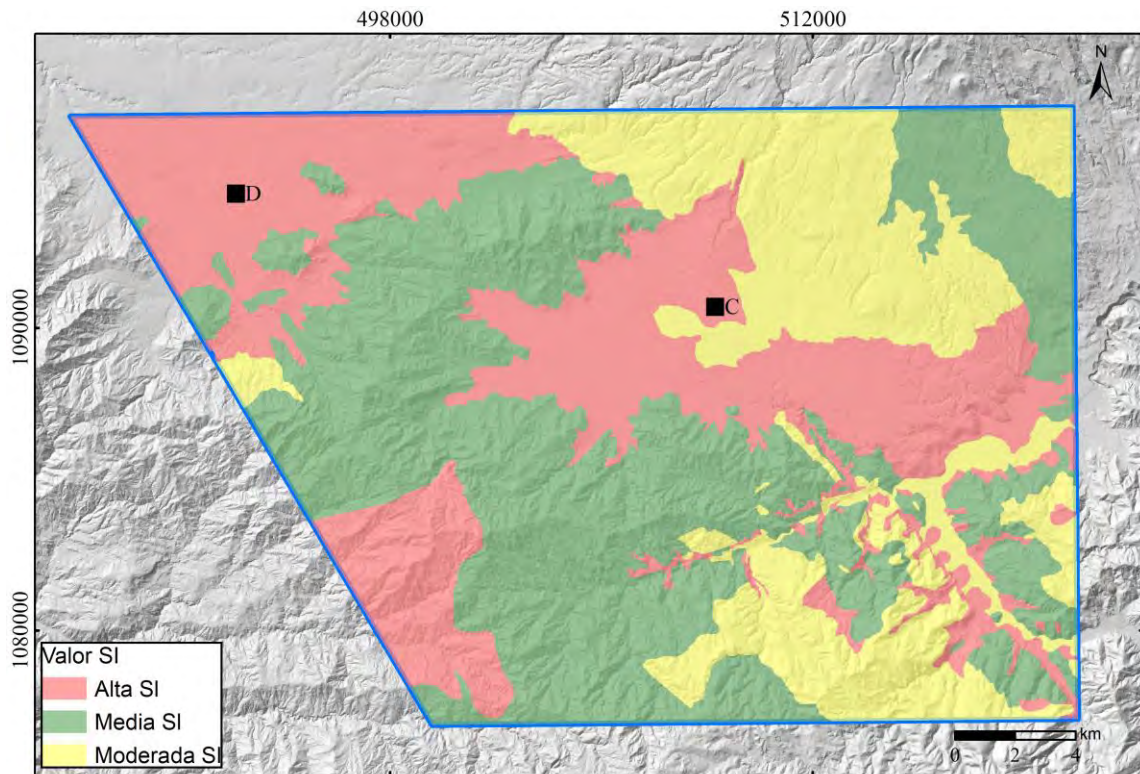 498000 512000
N
D
1090000
C
1080000
Valor SI
Alta SI
Media SI
Moderada SI
km
0 2 4